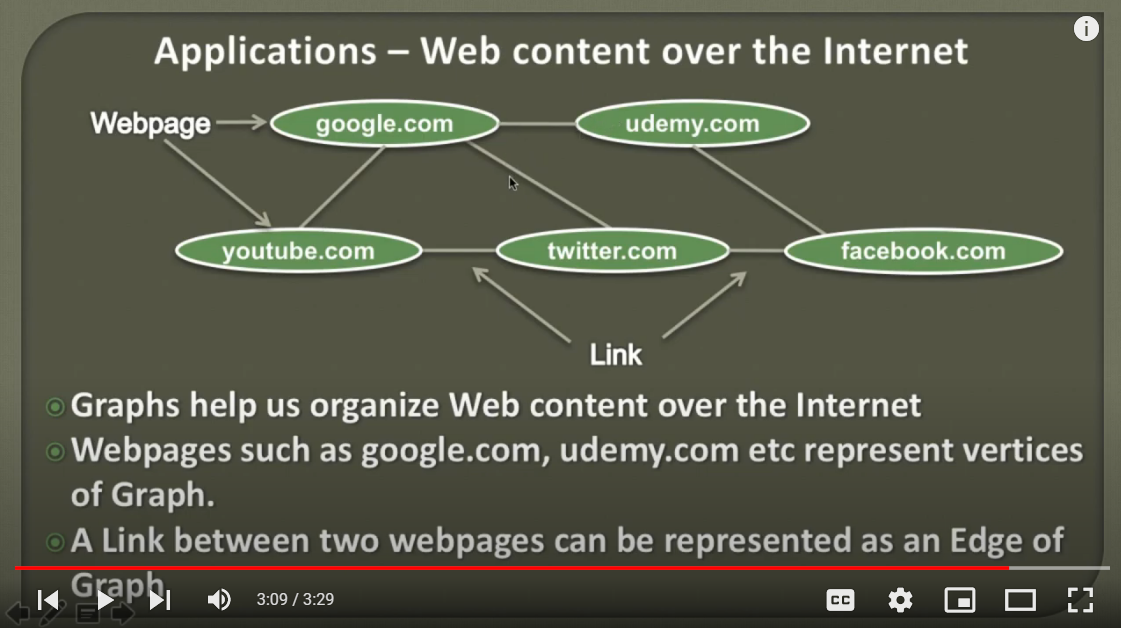 Applications – Web content over the Internet
Webpage
google.com
udemy.com
youtube.com
twitter.com
facebook.com
Link
Graphs help us organize Web content over the Internet
Webpages such as google.com, udemy.com etc represent vertices
of Graph.
A Link between two webpages can be represented as an Edge of
Graph
3:09 / 3:29
CC
i